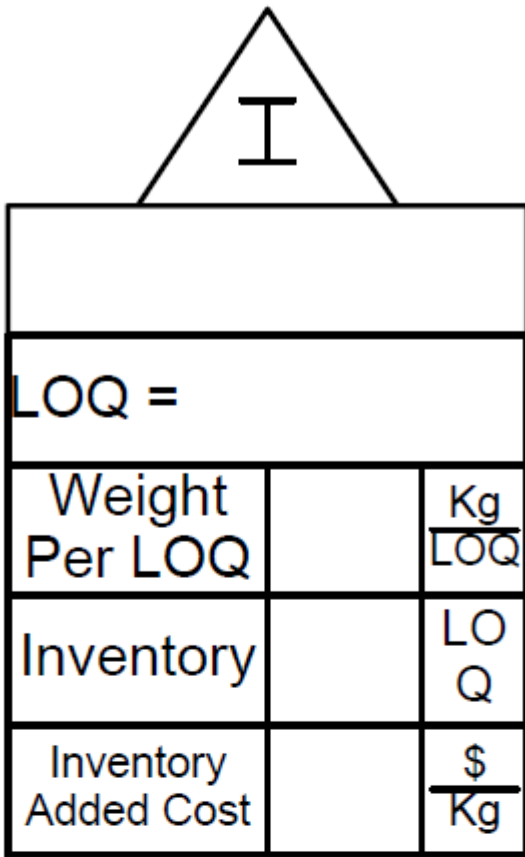 I
LOQ =
Weight
Per LOQ
Kg
LOQ
Inventory
LO
Q
Inventory
Added Cost
$
Kg